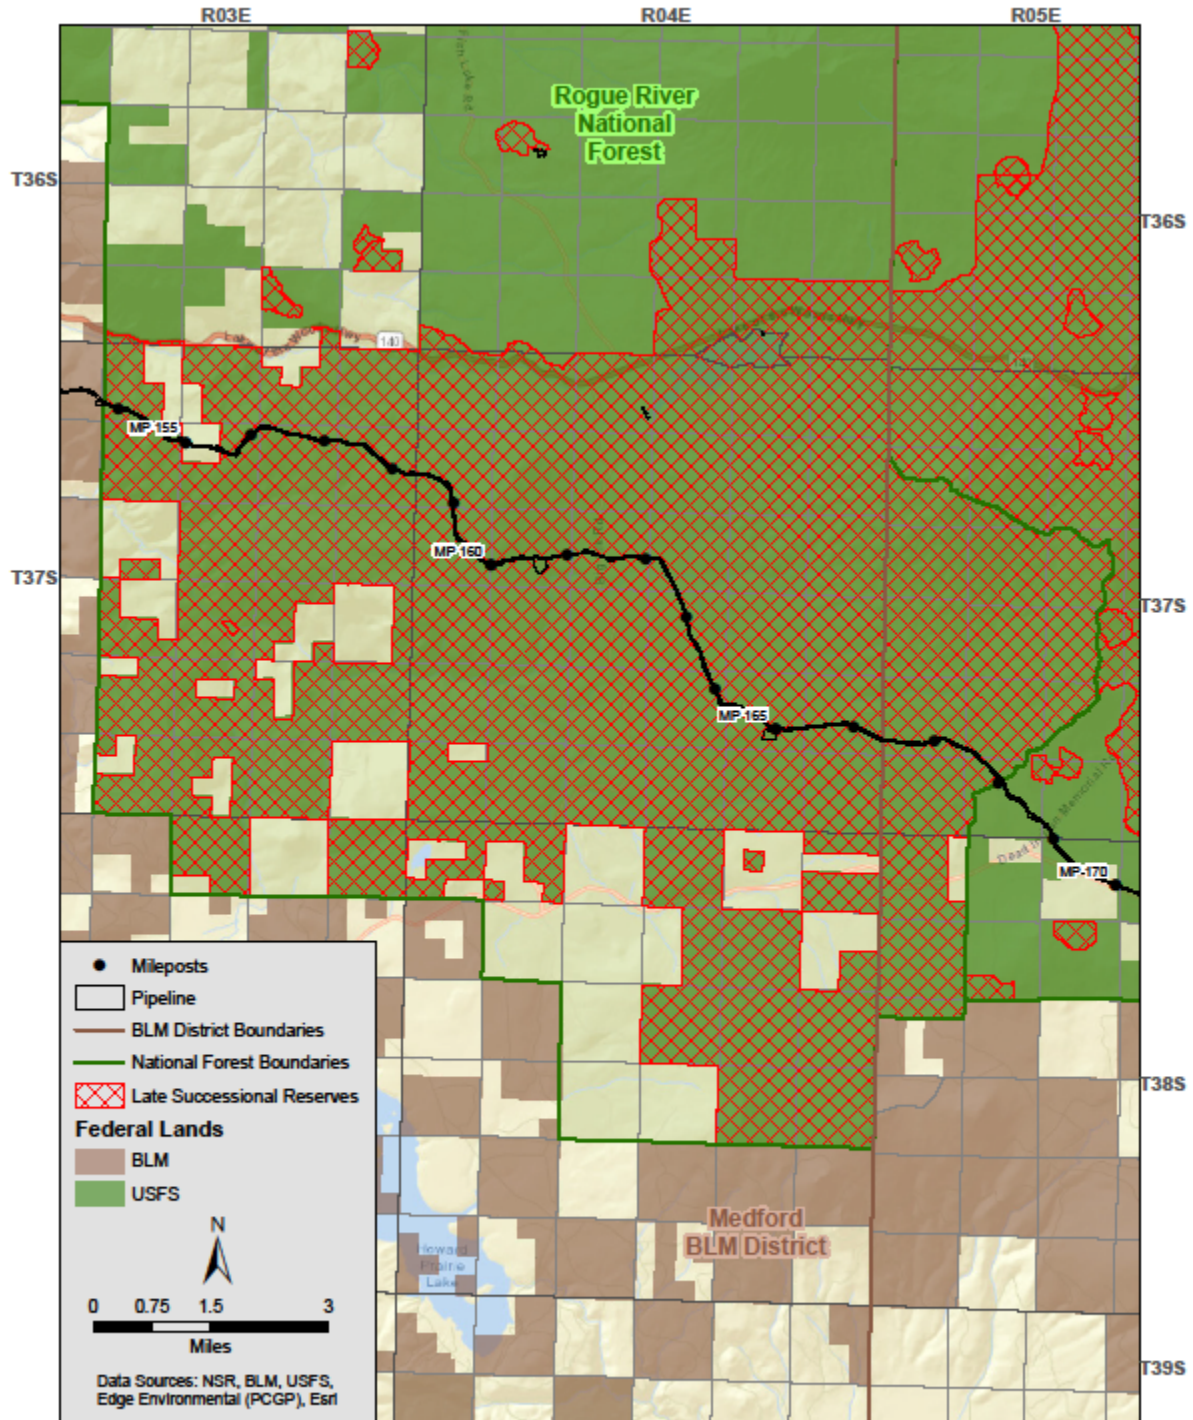 R03E
R04E
R05E
Fish Lake Rd
Rogue River
National
Forest
T36S
T36S
140
140
MP-155
MP-160
T37S
T37S
MP-165
MP-170
Mileposts
Pipeline
BLM District Boundaries
National Forest Boundaries
Late Successional Reserves
Federal Lands
BLM
USFS
N
0 0.75 1.5 3
Miles
Data Sources: NSR, BLM, USFS,
Edge Environmental (PCGP), Esri
T38S
Medford
BLM District
Howard
Prairie
Lake
T39S